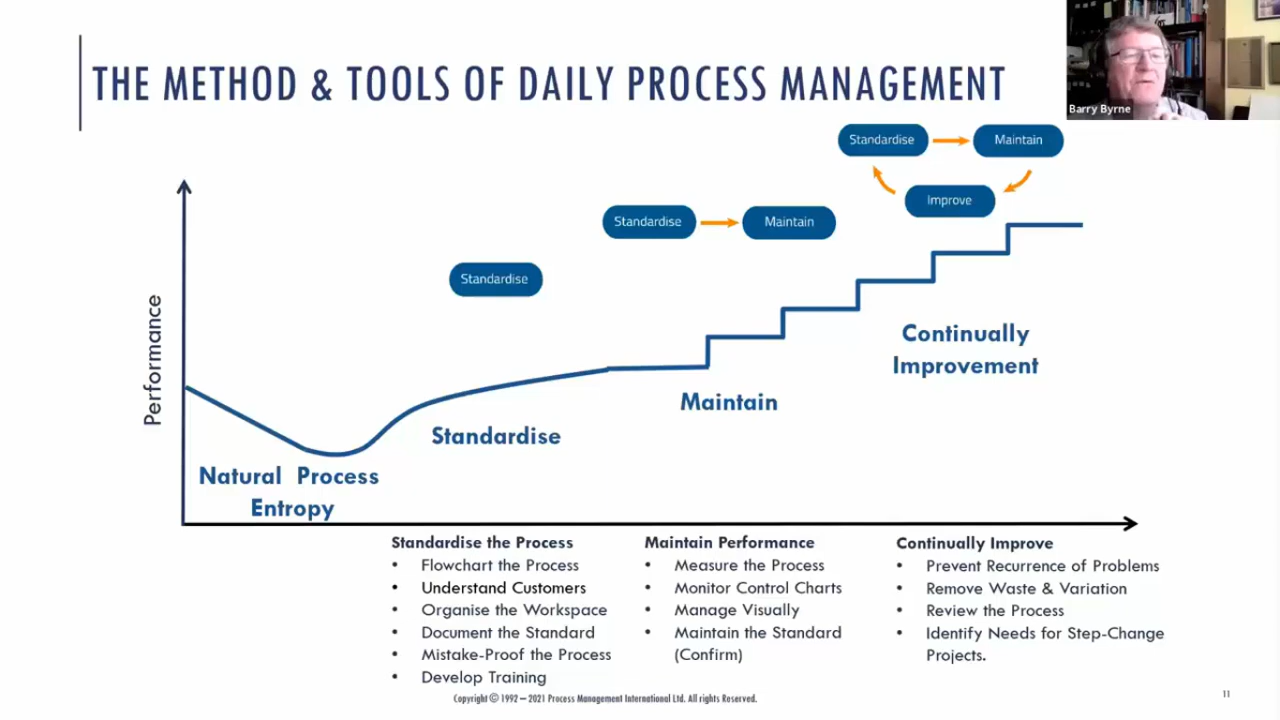 THE METHOD & TOOLS OF DAILY PROCESS MANAGEMENT
Barry Byrne
Standardise
Maintain
Improve
Standardise
Maintain
Standardise
Performance
Continually
Improvement
Maintain
Standardise
Natural Process
Entropy
Standardise the Process
• Flowchart the Process
• Understand Customers
• Organise the Workspace
• Document the Standard
• Mistake-Proof the Process
• Develop Training
Maintain Performance
• Measure the Process
• Monitor Control Charts
• Manage Visually
• Maintain the Standard
(Confirm)
Continually Improve
• Prevent Recurrence of Problems
• Remove Waste & Variation
• Review the Process
• Identify Needs for Step-Change
Projects.
Copyright © 1992 – 2021 Process Management International Ltd. All rights Reserved.
11